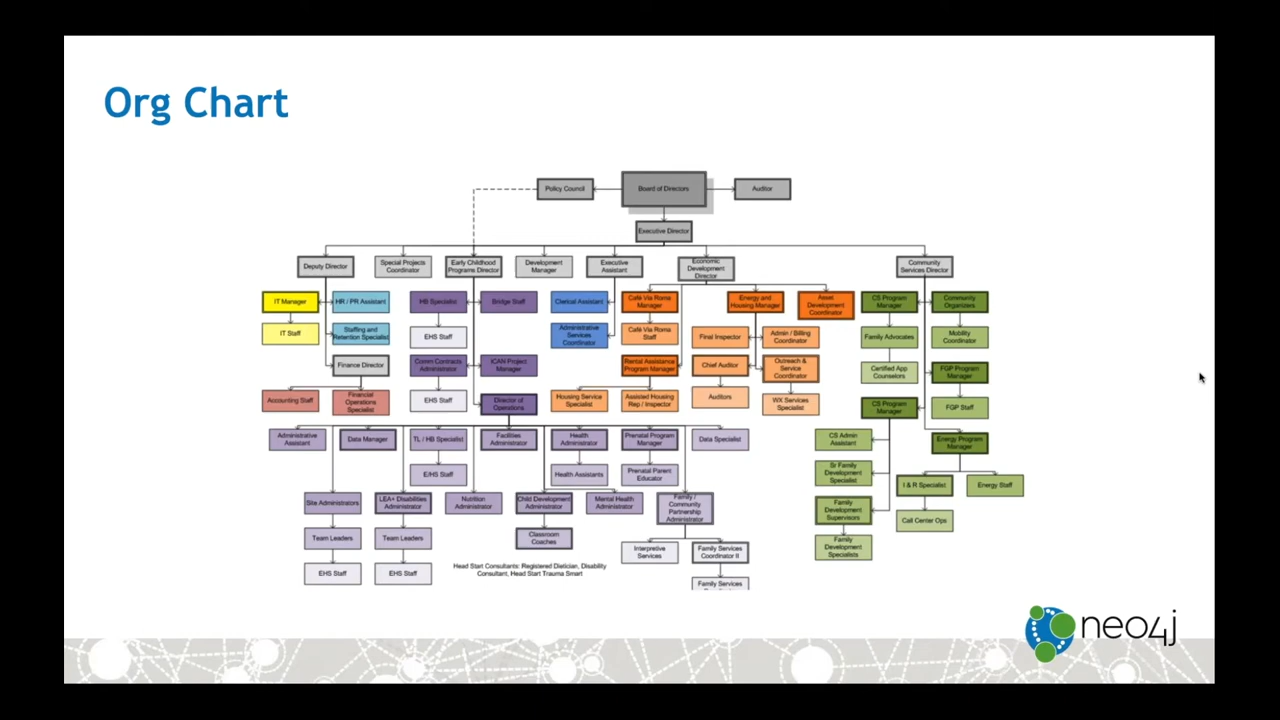 Org Chart
Policy Council
Board of Directors
Auditor
Executive Director
Deputy Director
Special Projects
Coordinator
Early Childhood
Programs Director
Development
Manager
Executive
Assistant
Economic
Development
Director
Community
Services Director
IT Manager
HR / PR Assistant
HB Specialist
Bridge Staff
Clerical Assistant
Café Via Roma
Manager
Energy and
Housing Manager
Asset
Development
Coordinator
CS Program
Manager
Community
Organizers
IT Staff
Staffing and
Retention Specialist
EHS Staff
Administrative
Services
Coordinator
Café Via Roma
Staff
Final Inspector
Admin / Billing
Coordinator
Family Advocates
Mobility
Coordinator
Finance Director
Comm Contracts
Administrator
iCAN Project
Manager
Rental Assistance
Program Manager
Chief Auditor
Outreach &
Service
Coordinator
Certified App
Counselors
FGP Program
Manager
Accounting Staff
Financial
Operations
Specialist
EHS Staff
Director of
Operations
Housing Service
Specialist
Assisted Housing
Rep / Inspector
Auditors
WX Services
Specialist
CS Program
Manager
FGP Staff
Administrative
Assistant
Data Manager
TL / HB Specialist
Facilities
Administrator
Health
Administrator
Prenatal Program
Manager
Data Specialist
CS Admin
Assistant
Energy Program
Manager
E/HS Staff
Health Assistants
Prenatal Parent
Educator
Sr Family
Development
Specialist
I & R Specialist
Energy Staff
Site Administrators
LEA+ Disabilities
Administrator
Nutrition
Administrator
Child Development
Administrator
Mental Health
Administrator
Family /
Community
Partnership
Administrator
Family
Development
Supervisors
Call Center Ops
Team Leaders
Team Leaders
Classroom
Coaches
Interpretive
Services
Family Services
Coordinator II
Family
Development
Specialists
EHS Staff
EHS Staff
Head Start Consultants: Registered Dietician, Disability
Consultant, Head Start Trauma Smart
Family Services
neo4j